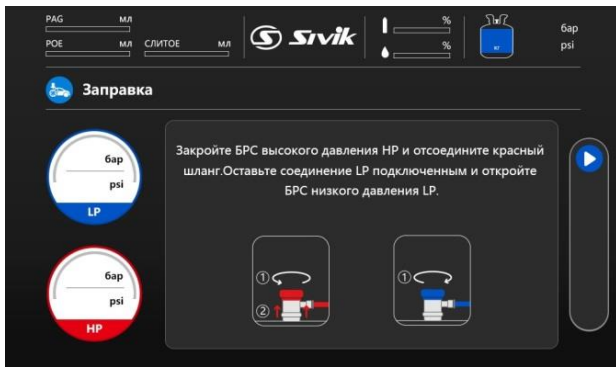 PAG мл
POE мл СЛИТОЕ мл
Sivik
%
%
кг
бар
psi
Заправка
бар
psi
LP
бар
psi
HP
Закройте БРС высокого давления HP и отсоедините красный
шланг.Оставьте соединение LP подключенным и откройте
БРС низкого давления LP.
①
②
①